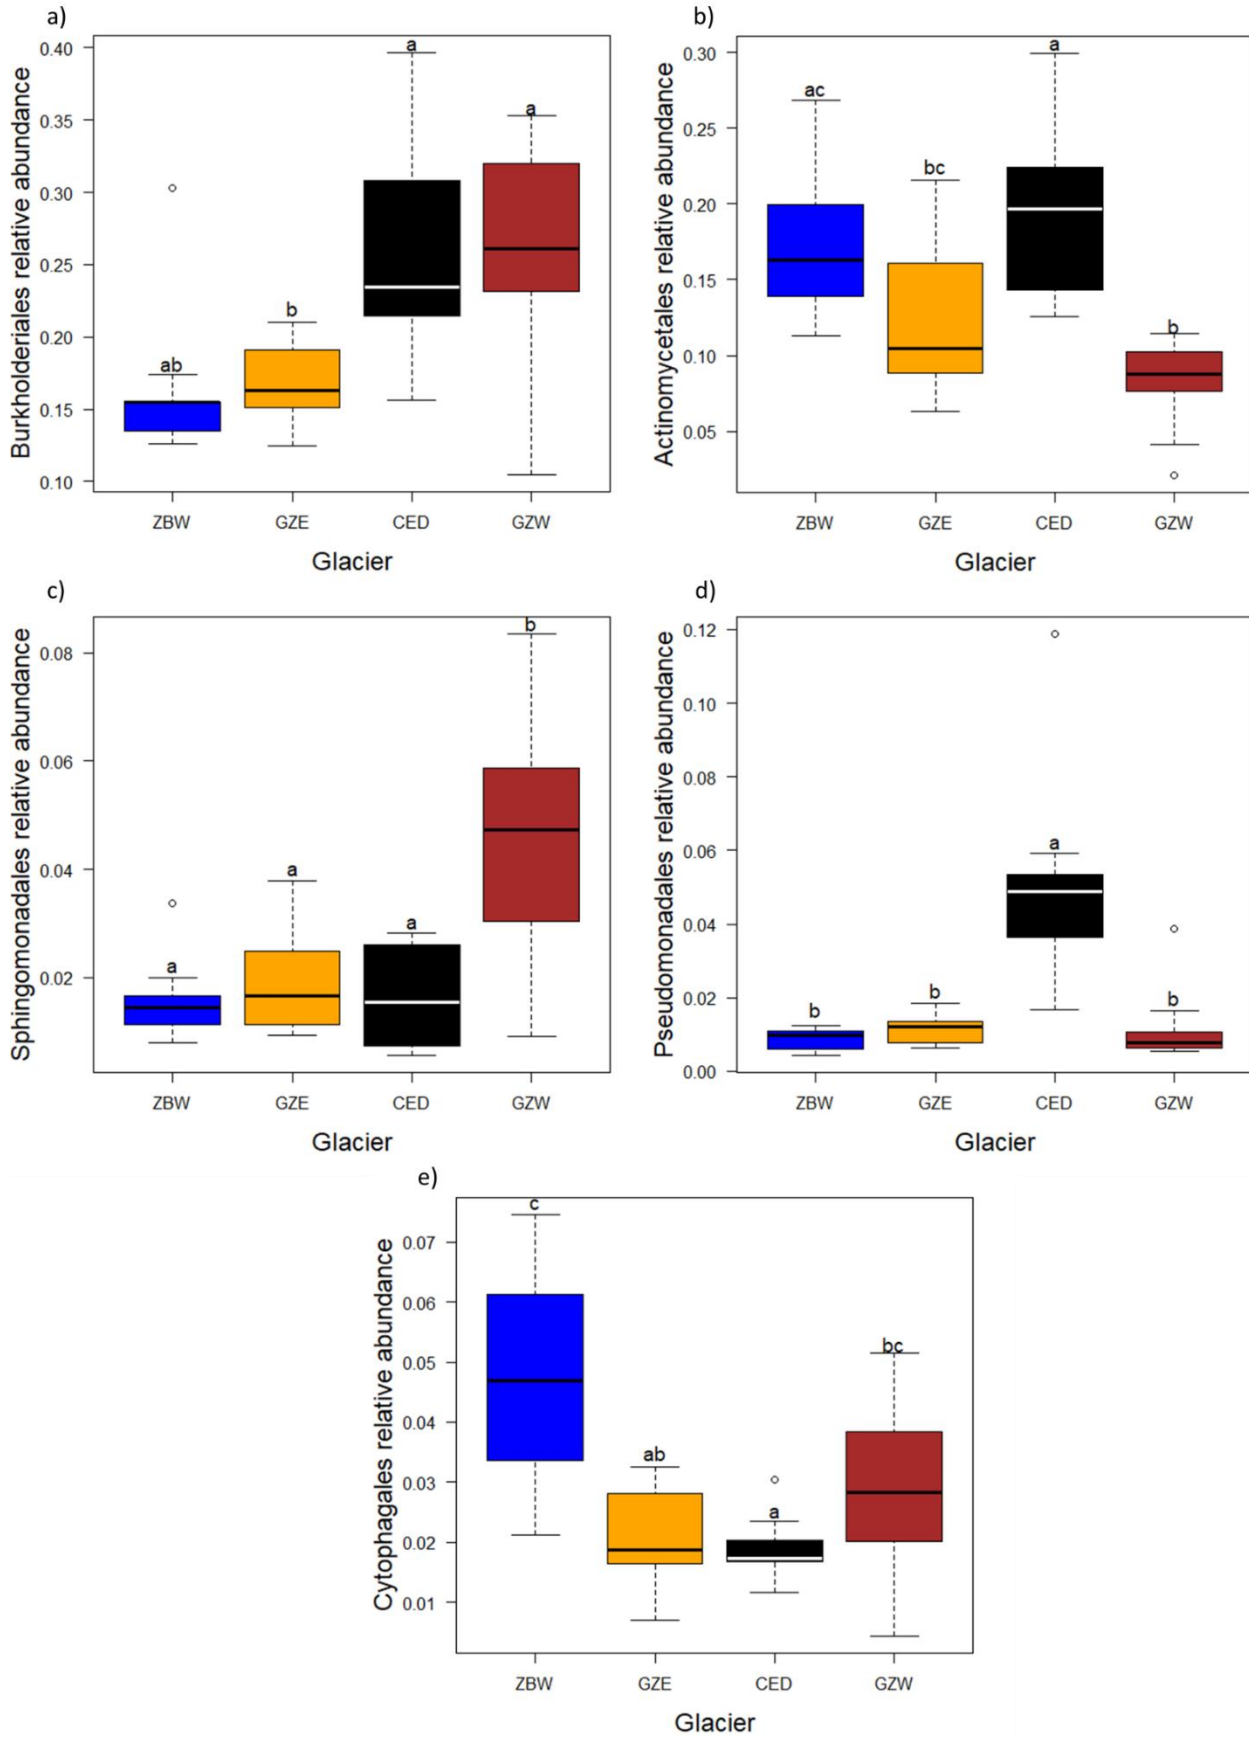 a)
Burkholderiales relative abundance
0.40
0.35
0.30
0.25
0.20
0.15
0.10
ab
b
a
a
ZBW GZE CED GZW
Glacier
b)
Actinomycetales relative abundance
0.30
0.25
0.20
0.15
0.10
0.05
ac
bc
a
b
ZBW GZE CED GZW
Glacier
c)
Sphingomonadales relative abundance
0.08
0.06
0.04
0.02
a
a
a
b
ZBW GZE CED GZW
Glacier
d)
Pseudomonadales relative abundance
0.12
0.10
0.08
0.06
0.04
0.02
0.00
b
b
a
b
ZBW GZE CED GZW
Glacier
e)
Cytophagales relative abundance
0.07
0.06
0.05
0.04
0.03
0.02
0.01
c
ab
a
bc
ZBW GZE CED GZW
Glacier